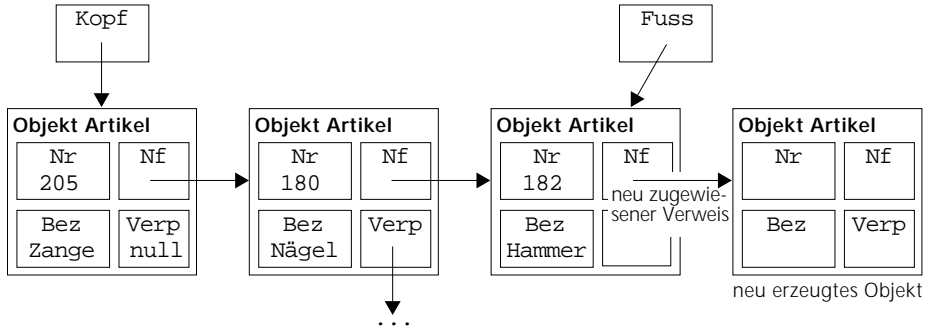 Kopf
Fuss
Objekt Artikel
Nr
205
Nf
Bez
Zange
Verp
null
Objekt Artikel
Nr
180
Nf
Bez
Nägel
Verp
...
Objekt Artikel
Nr
182
Nf
neu zugewie-
sener Verweis
Bez
Hammer
Objekt Artikel
Nr
Nf
Bez
Verp
neu erzeugtes Objekt